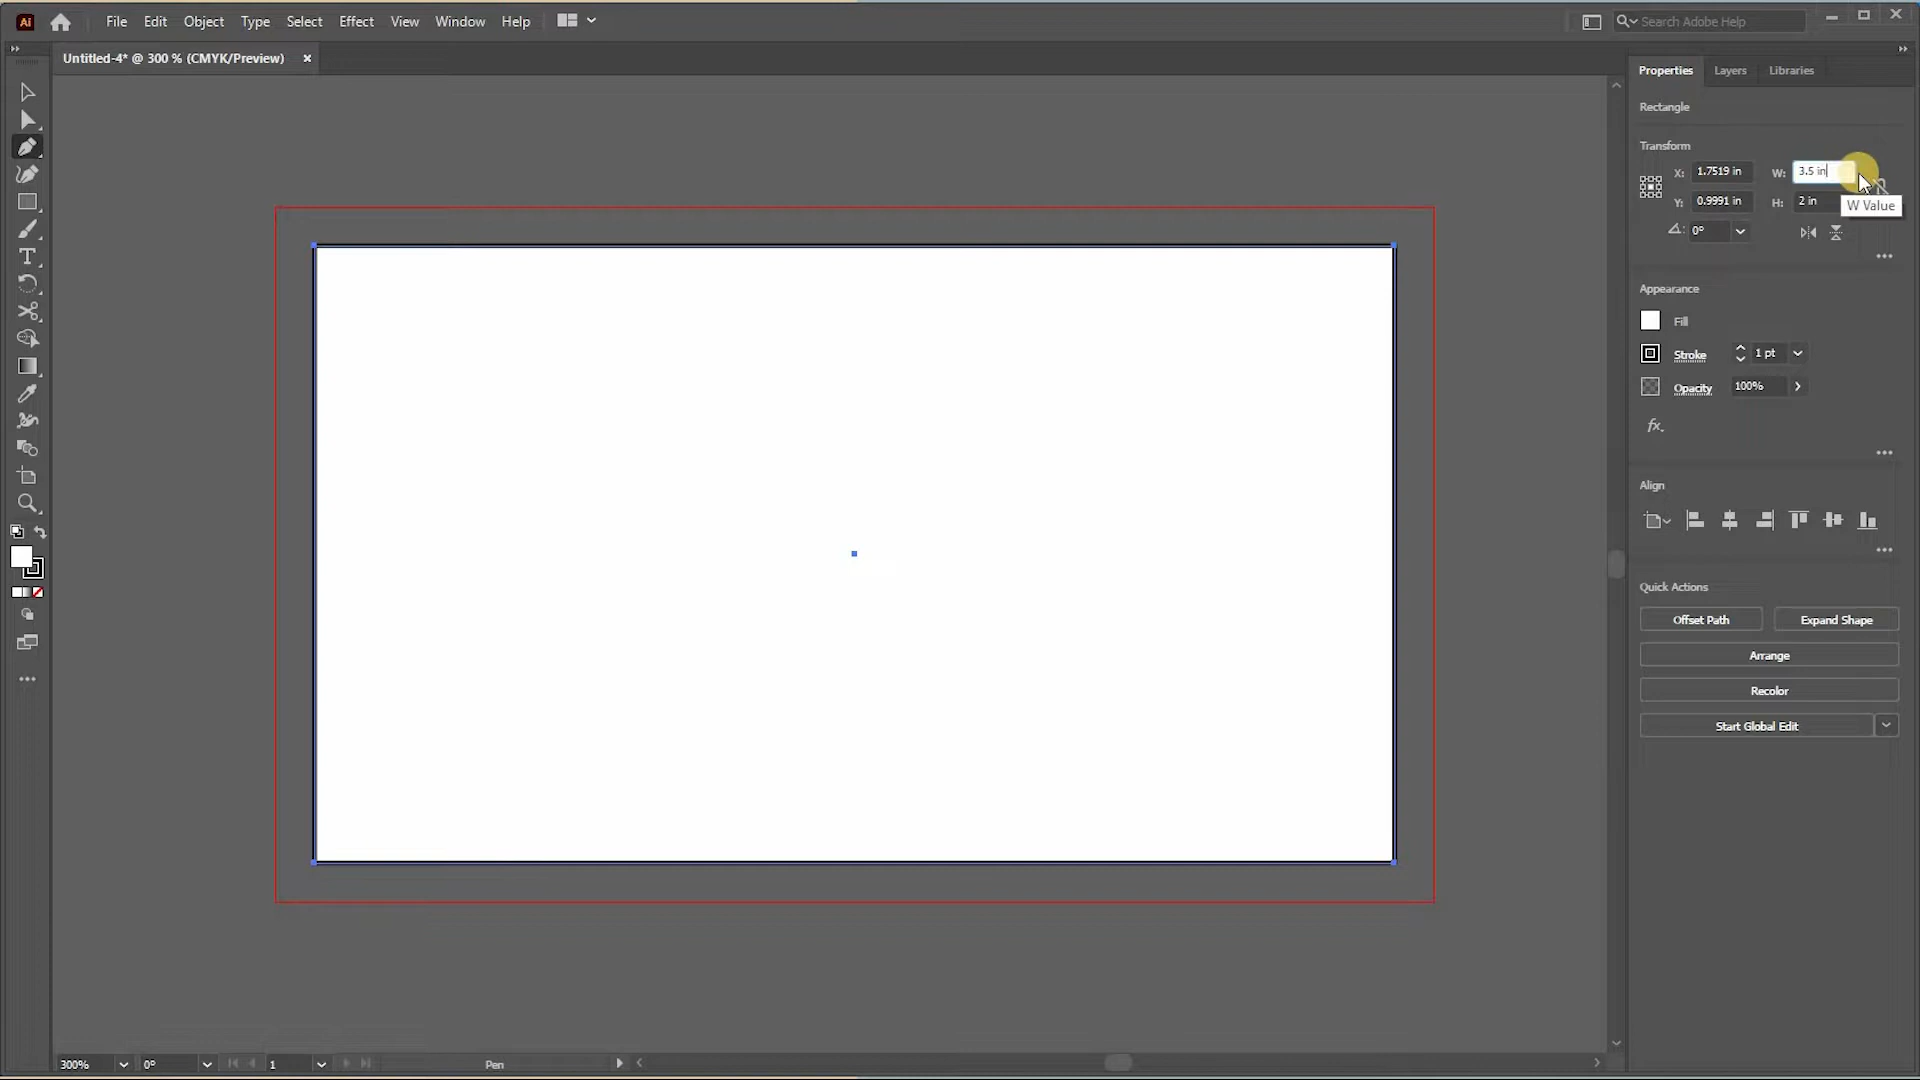 Ai File Edit Object Type Select Effect View Window Help Search Adobe Help
Untitled-4* @ 300 % (CMYK/Preview) ×
Properties Layers Libraries
Rectangle
Transform
X: 1.7519 in W: 3.5 in
Y: 0.9991 in H: 2 in
W Value
0°
Appearance
Fill
Stroke 1 pt
Opacity 100%
fx.
Align
Quick Actions
Offset Path Expand Shape
Arrange
Recolor
Start Global Edit
300% 0° 1 Pen